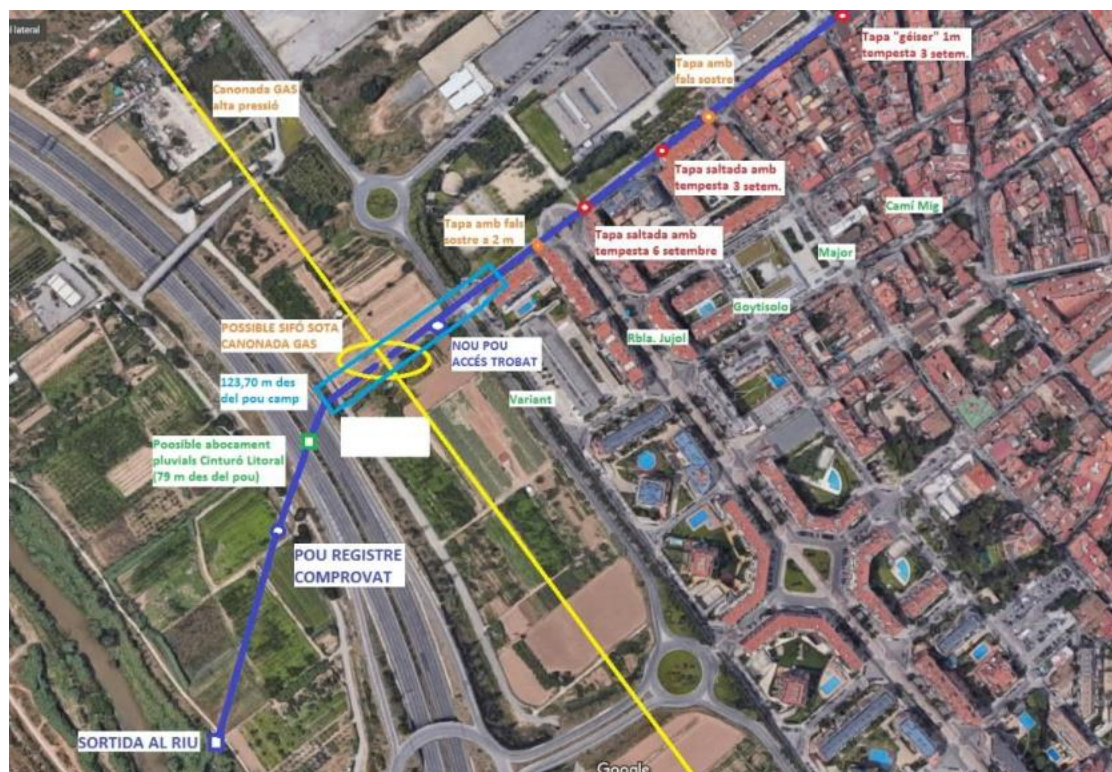 l lateral
Tapa "géiser" 1m
tempesta 3 setem.
Tapa amb
fals sostre
Canonada GAS
alta pressió
Tapa saltada amb
tempesta 3 setem.
Camí Mig
Tapa amb fals
sostre a 2 m
Tapa saltada amb
tempesta 6 setembre
Major
Goytisolo
POSSIBLE SIFÓ SOTA
CANONADA GAS
NOU POU
ACCÉS TROBAT
Rbla. Jujol
123,70 m des
del pou camp
Variant
Poosible abocament
pluvials Cinturó Litoral
(79 m des del pou)
POU REGISTRE
COMPROVAT
SORTIDA AL RIU
Google